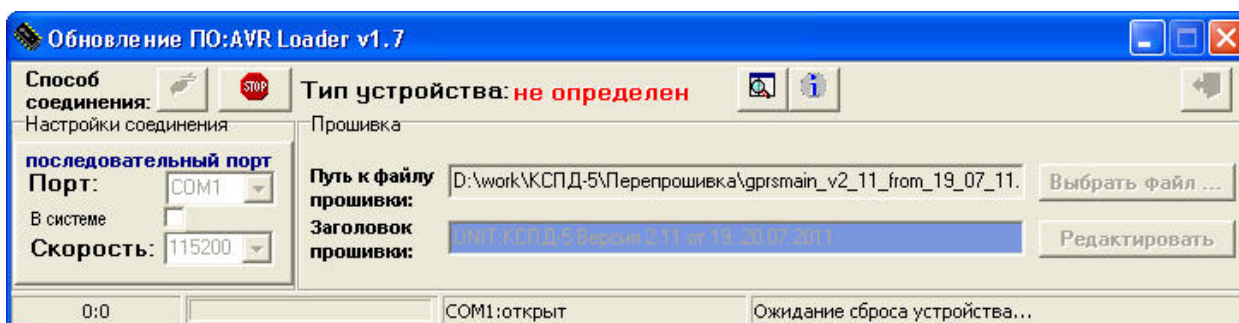 Обновление ПО:AVR Loader v1.7
Способ соединения:
STOP
Тип устройства: не определен
Настройки соединения
Прошивка
последовательный порт
Порт: COM1
В системе
Скорость: 115200
Путь к файлу прошивки:
D:\work\КСПД-5\Перепрошивка\gprsmain_v2_11_from_19_07_11.
Выбрать файл ...
Заголовок прошивки:
UNIT:КСПД-5 Версия 2.11 от 19..20.07.2011
Редактировать
0:0
COM1:открыт
Ожидание сброса устройства...